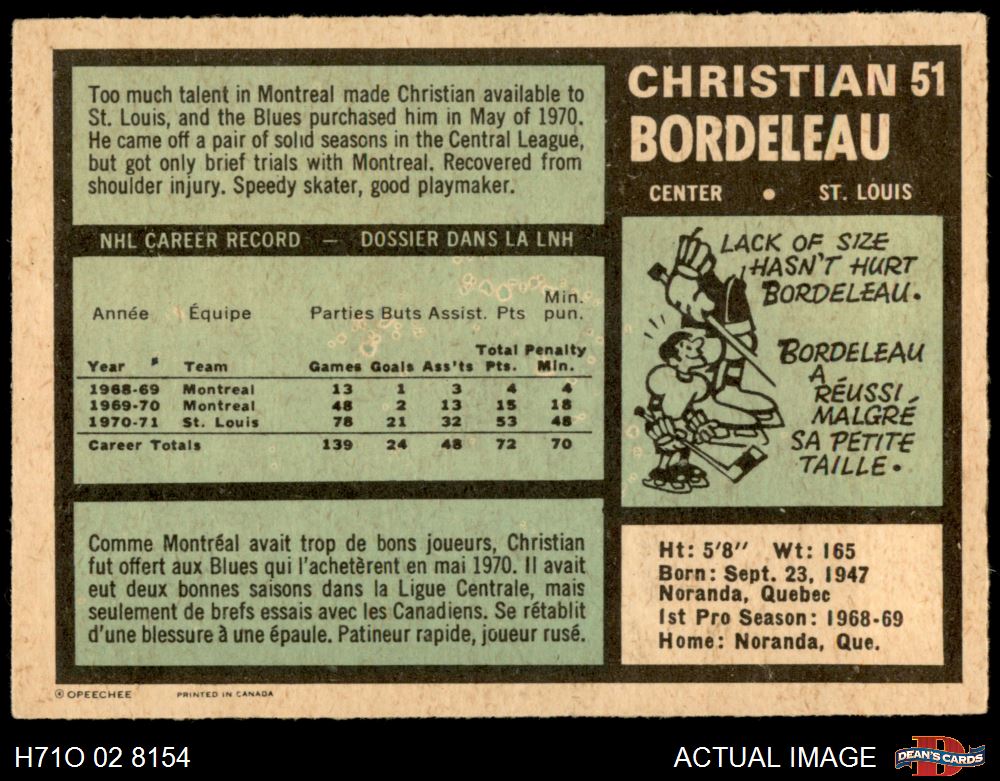 CHRISTIAN 51
BORDELEAU
CENTER • ST. LOUIS
Too much talent in Montreal made Christian available to
St. Louis, and the Blues purchased him in May of 1970.
He came off a pair of solid seasons in the Central League,
but got only brief trials with Montreal. Recovered from
shoulder injury. Speedy skater, good playmaker.
NHL CAREER RECORD — DOSSIER DANS LA LNH
Année Équipe Parties Buts Assist. Pts Min. pun.
Year Team Games Goals Ass'ts Total Pts. Penalty Min.
1968-69 Montreal 13 1 3 4 4
1969-70 Montreal 48 2 13 15 18
1970-71 St. Louis 78 21 32 53 48
Career Totals 139 24 48 72 70
Comme Montréal avait trop de bons joueurs, Christian
fut offert aux Blues qui l'achetèrent en mai 1970. Il avait
eut deux bonnes saisons dans la Ligue Centrale, mais
seulement de brefs essais avec les Canadiens. Se rétablit
d'une blessure à une épaule. Patineur rapide, joueur rusé.
LACK OF SIZE
HASN'T HURT
BORDELEAU.
BORDELEAU
A
RÉUSSI
MALGRÉ
SA PETITE
TAILLE.
Ht: 5'8'' Wt: 165
Born: Sept. 23, 1947
Noranda, Quebec
1st Pro Season: 1968-69
Home: Noranda, Que.
© OPEECHEE PRINTED IN CANADA
H71O 02 8154
ACTUAL IMAGE
D
DEAN'S CARDS